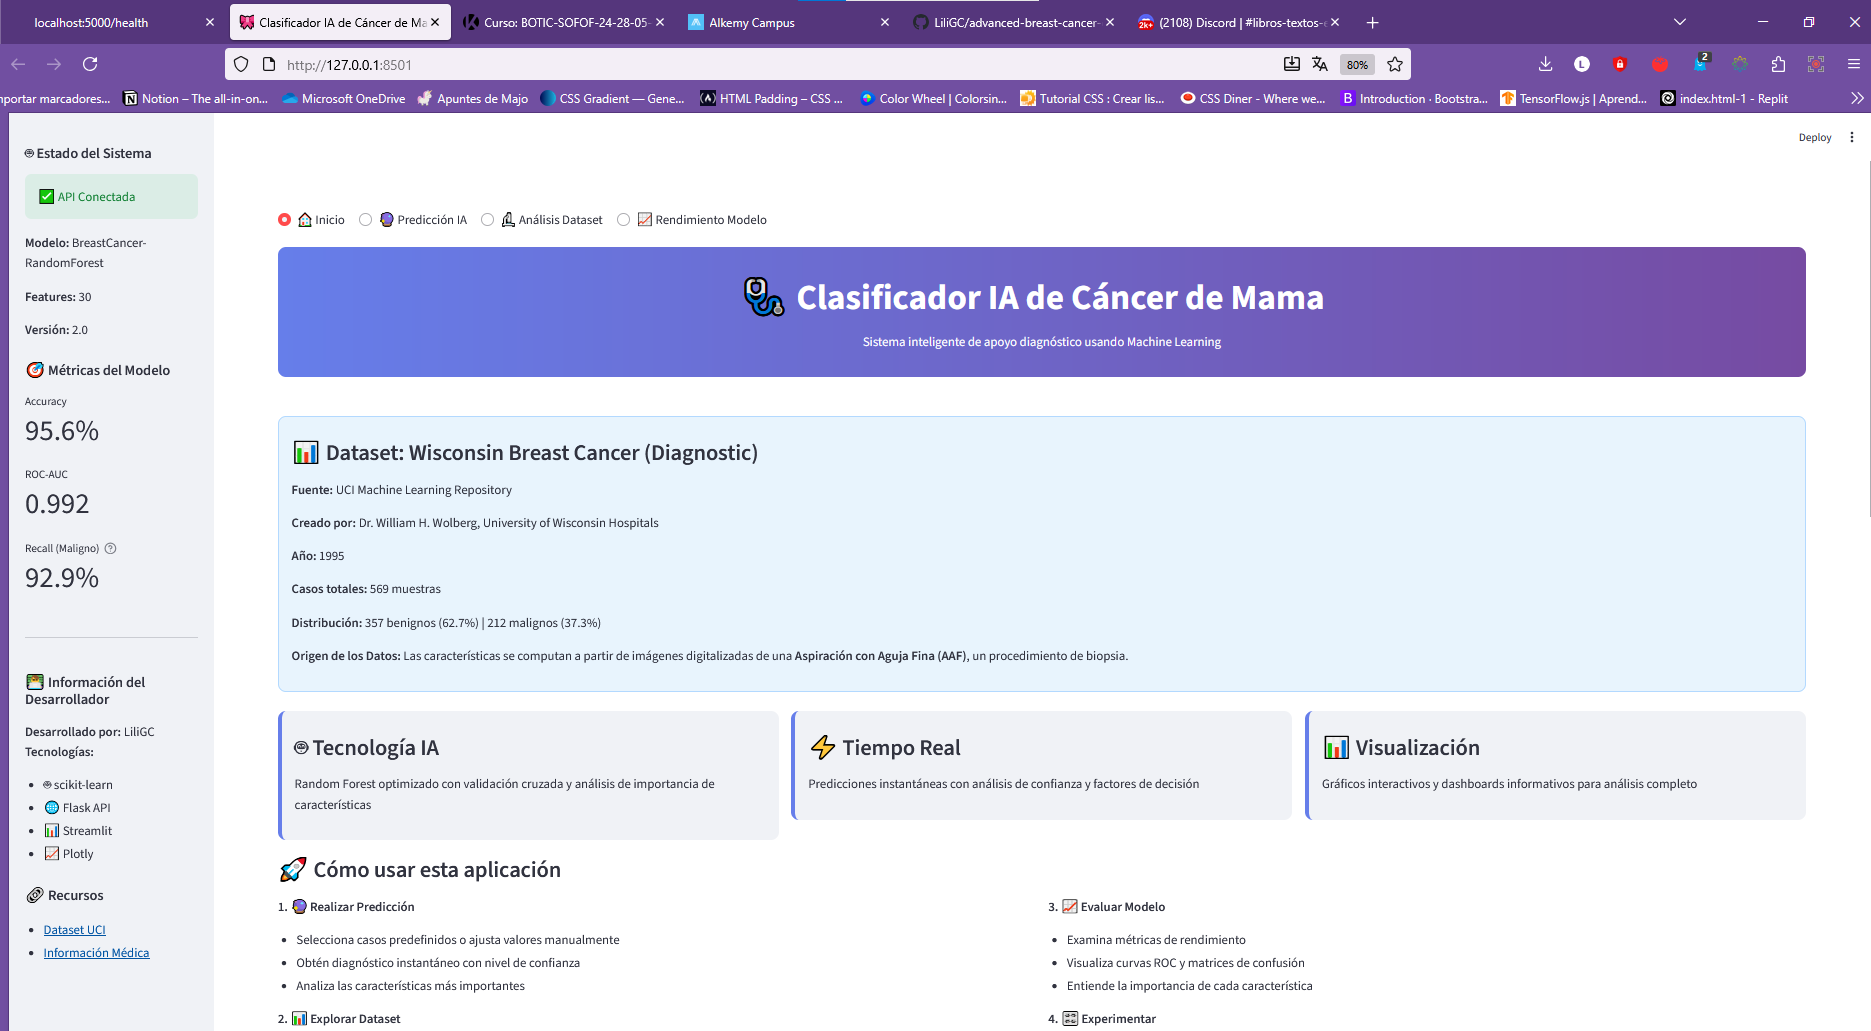 localhost:5000/health
Clasificador IA de Cáncer de Ma
Curso: BOTIC-SOFOF-24-28-05-
Alkemy Campus
LiliGC/advanced-breast-cancer-
(2108) Discord | #libros-textos-e
http://127.0.0.1:8501
80%
2
mportar marcadores...
Notion – The all-in-on...
Microsoft OneDrive
Apuntes de Majo
CSS Gradient — Gene...
HTML Padding – CSS ...
Color Wheel | Colorsin...
Tutorial CSS : Crear lis...
CSS Diner - Where we...
Introduction · Bootstra...
TensorFlow.js | Aprend...
index.html-1 - Replit
Deploy
Estado del Sistema
API Conectada
Modelo: BreastCancer-
RandomForest
Features: 30
Versión: 2.0
Métricas del Modelo
Accuracy
95.6%
ROC-AUC
0.992
Recall (Maligno)
92.9%
Información del
Desarrollador
Desarrollado por: LiliGC
Tecnologías:
scikit-learn
Flask API
Streamlit
Plotly
Recursos
Dataset UCI
Información Médica
Inicio
Predicción IA
Análisis Dataset
Rendimiento Modelo
Clasificador IA de Cáncer de Mama
Sistema inteligente de apoyo diagnóstico usando Machine Learning
Dataset: Wisconsin Breast Cancer (Diagnostic)
Fuente: UCI Machine Learning Repository
Creado por: Dr. William H. Wolberg, University of Wisconsin Hospitals
Año: 1995
Casos totales: 569 muestras
Distribución: 357 benignos (62.7%) | 212 malignos (37.3%)
Origen de los Datos: Las características se computan a partir de imágenes digitalizadas de una Aspiración con Aguja Fina (AAF), un procedimiento de biopsia.
Tecnología IA
Random Forest optimizado con validación cruzada y análisis de importancia de
características
Tiempo Real
Predicciones instantáneas con análisis de confianza y factores de decisión
Visualización
Gráficos interactivos y dashboards informativos para análisis completo
Cómo usar esta aplicación
1. Realizar Predicción
Selecciona casos predefinidos o ajusta valores manualmente
Obtén diagnóstico instantáneo con nivel de confianza
Analiza las características más importantes
2. Explorar Dataset
3. Evaluar Modelo
Examina métricas de rendimiento
Visualiza curvas ROC y matrices de confusión
Entiende la importancia de cada característica
4. Experimentar